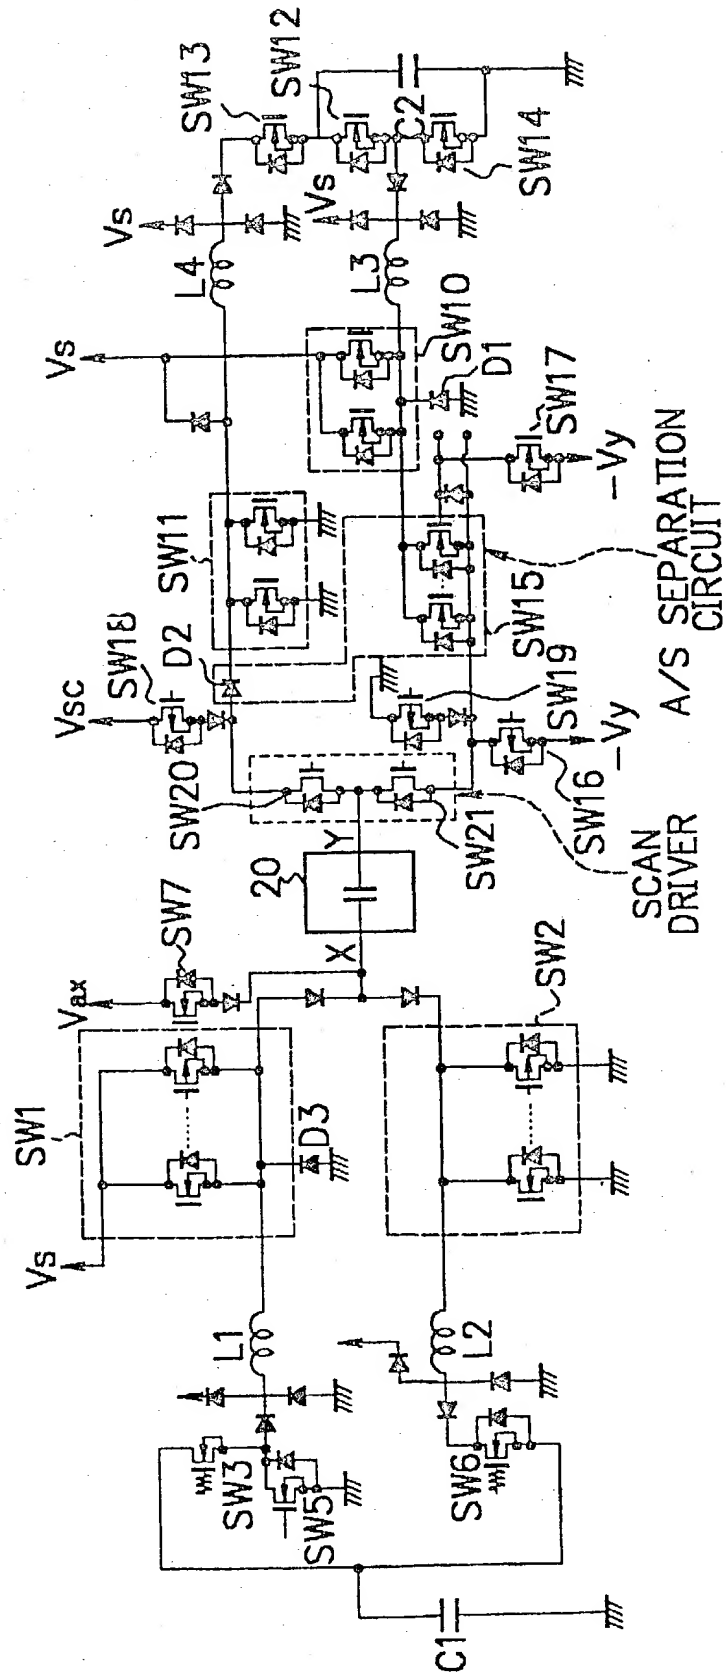 C1
SW3
SW5
SW6
L1
L2
Vs
SW1
D3
SW2
Vax
SW7
X
20
Y
SCAN
DRIVER
SW20
SW21
Vsc
SW18
D2
SW19
SW16
-Vy
SW11
SW15
A/S SEPARATION
CIRCUIT
Vs
SW10
D1
SW17
-Vy
L4
L3
Vs
Vs
SW13
SW12
C2
SW14